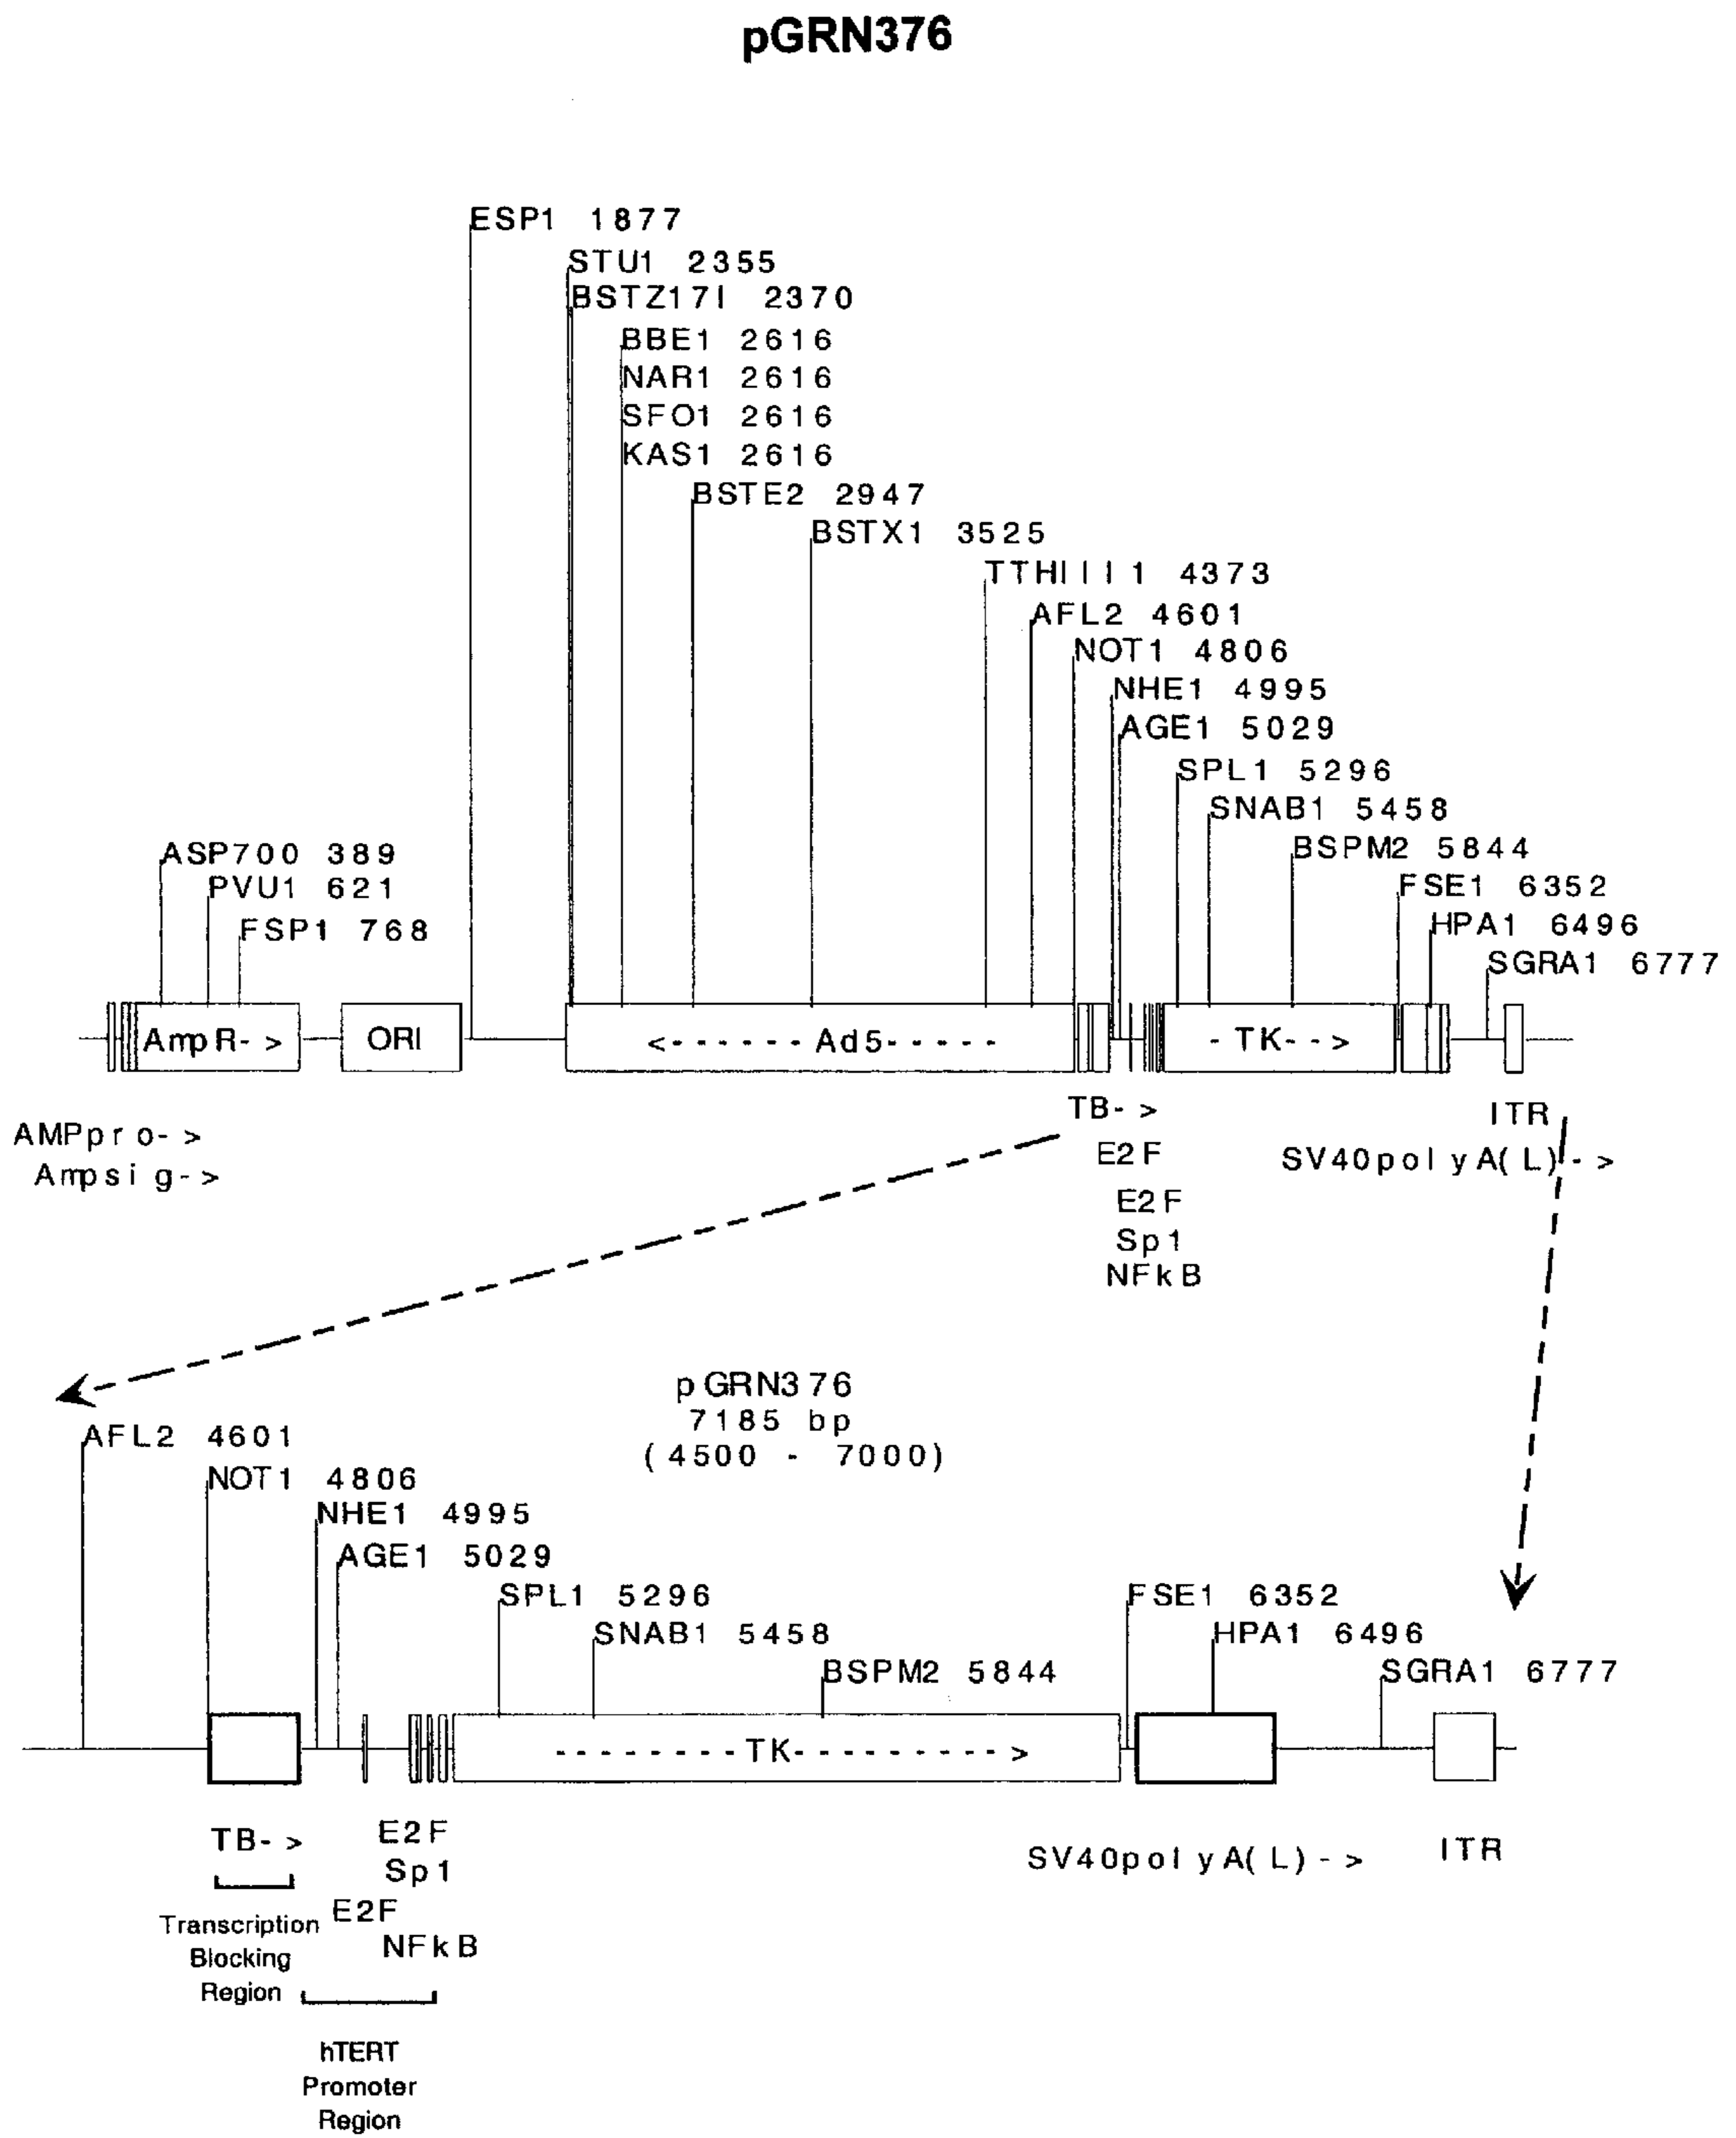 pGRN376
ESP1 1877
STU1 2355
BSTZ17I 2370
BBE1 2616
NAR1 2616
SFO1 2616
KAS1 2616
BSTE2 2947
BSTX1 3525
TTHIII1 4373
AFL2 4601
NOT1 4806
NHE1 4995
AGE1 5029
SPL1 5296
SNAB1 5458
BSPM2 5844
FSE1 6352
HPA1 6496
SGRA1 6777
ASP700 389
PVU1 621
FSP1 768
AmpR- >
ORI
<- - - - - - Ad5- - - - -
- TK- - >
AMPpro- >
Ampsig- >
TB- >
E2F
E2F
Sp1
NFkB
ITR
SV40polyA(L)- >
pGRN376
7185 bp
(4500 - 7000)
AFL2 4601
NOT1 4806
NHE1 4995
AGE1 5029
SPL1 5296
SNAB1 5458
BSPM2 5844
FSE1 6352
HPA1 6496
SGRA1 6777
- - - - - - - - TK- - - - - - - - - >
TB- >
E2F
Sp1
E2F
NFkB
SV40polyA(L)- >
ITR
Transcription
Blocking
Region
hTERT
Promoter
Region